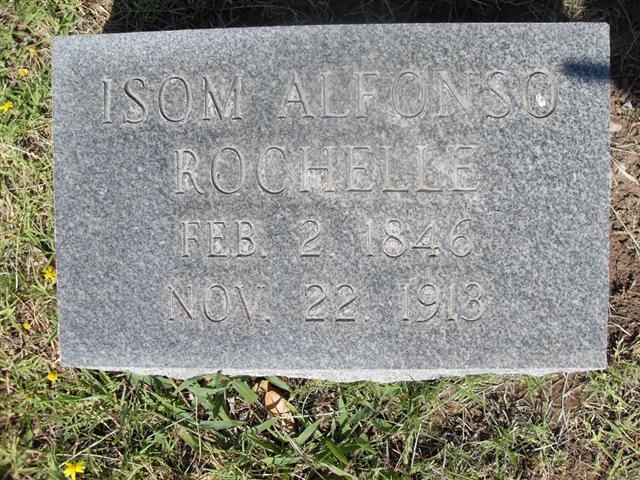 ISOM ALFONSO
ROCHELLE
FEB. 2. 1846
NOV. 22. 1913